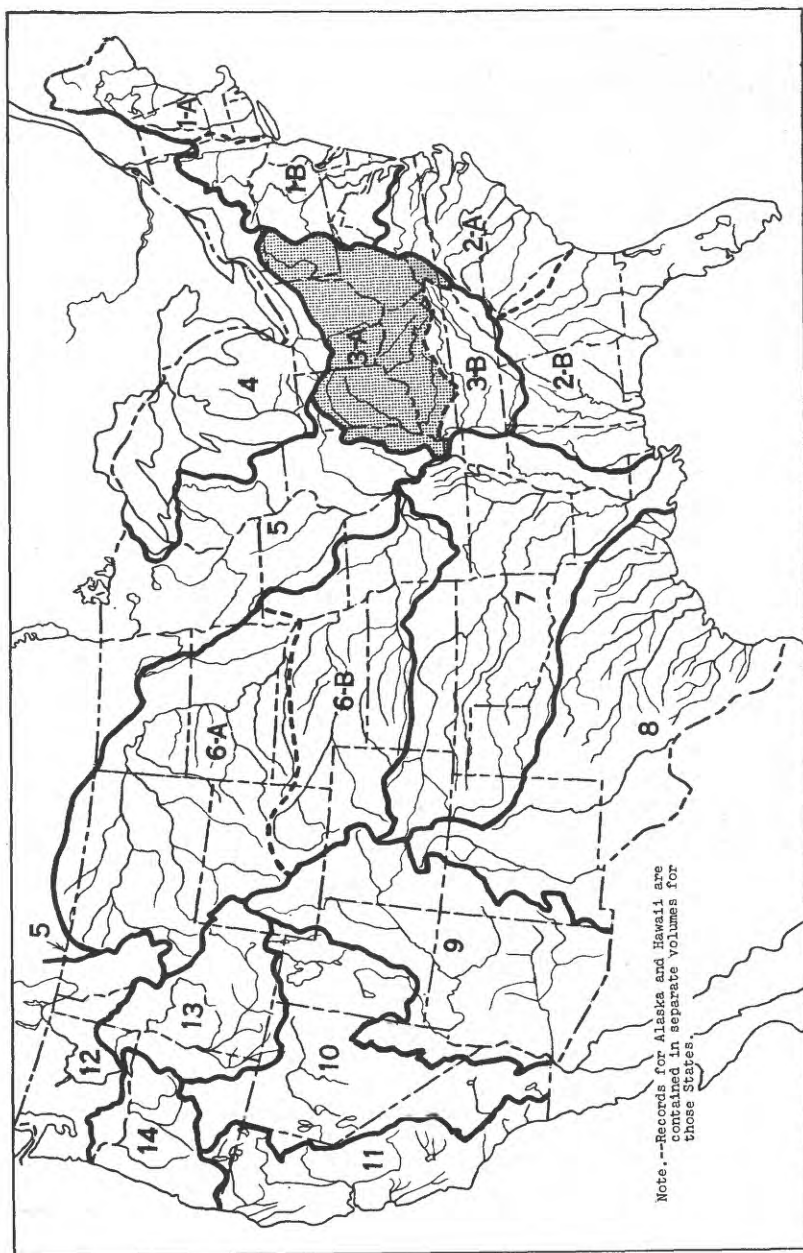 1-A
1-B
2-A
2-B
3-A
3-B
4
5
5
6-A
6-B
7
8
9
10
11
12
13
14
Note.--Records for Alaska and Hawaii are
contained in separate volumes for
those States.